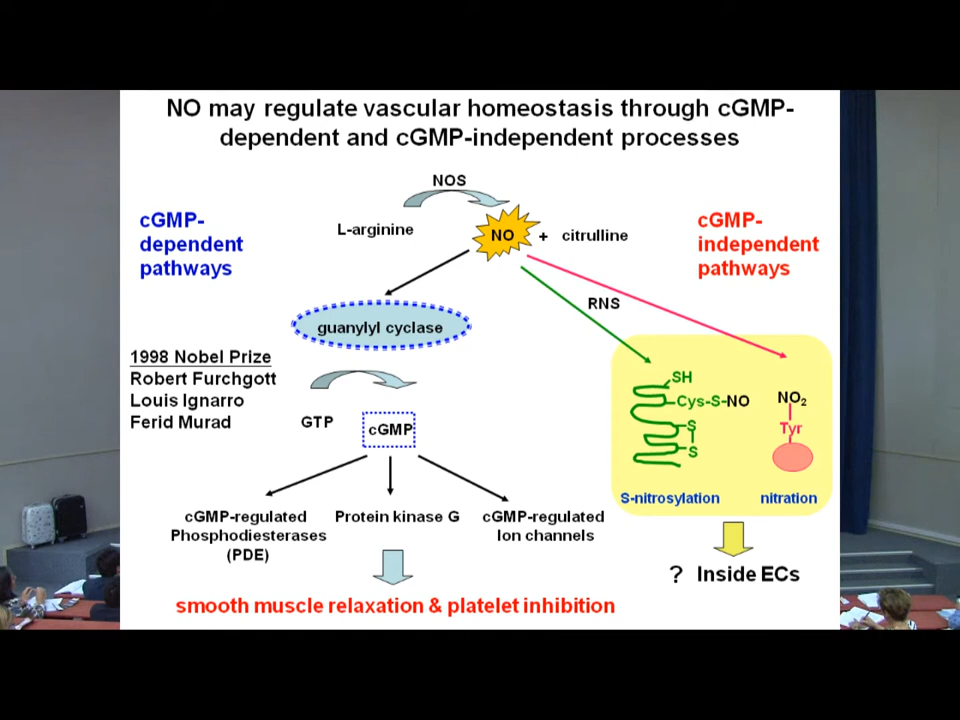 NO may regulate vascular homeostasis through cGMP-
dependent and cGMP-independent processes
NOS
L-arginine
NO + citrulline
cGMP-
dependent
pathways
cGMP-
independent
pathways
RNS
guanylyl cyclase
1998 Nobel Prize
Robert Furchgott
Louis Ignarro
Ferid Murad
GTP
cGMP
SH
Cys-S-NO
S
S
NO₂
Tyr
S-nitrosylation
nitration
cGMP-regulated
Phosphodiesterases
(PDE)
Protein kinase G
cGMP-regulated
Ion channels
? Inside ECs
smooth muscle relaxation & platelet inhibition